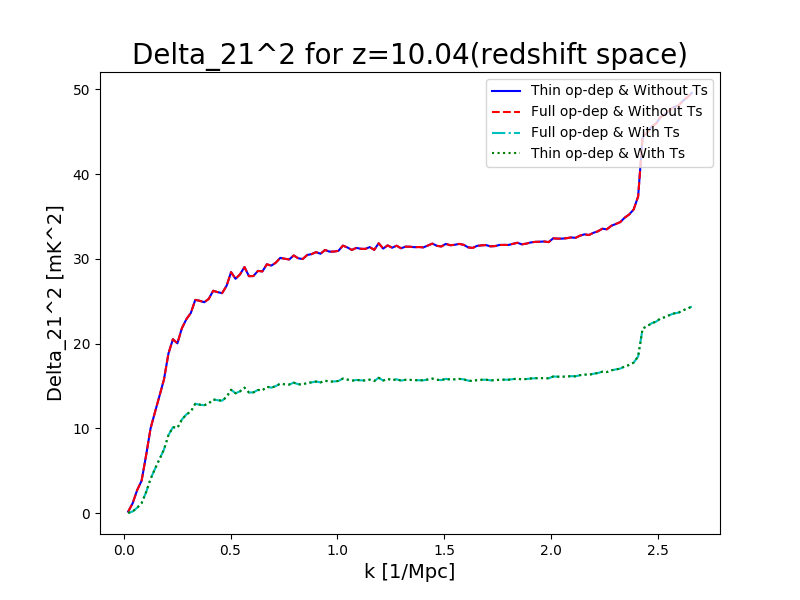 Delta_21^2 for z=10.04(redshift space)
Thin op-dep & Without Ts
Full op-dep & Without Ts
Full op-dep & With Ts
Thin op-dep & With Ts
Delta_21^2 [mK^2]
50
40
30
20
10
0
0.0 0.5 1.0 1.5 2.0 2.5
k [1/Mpc]